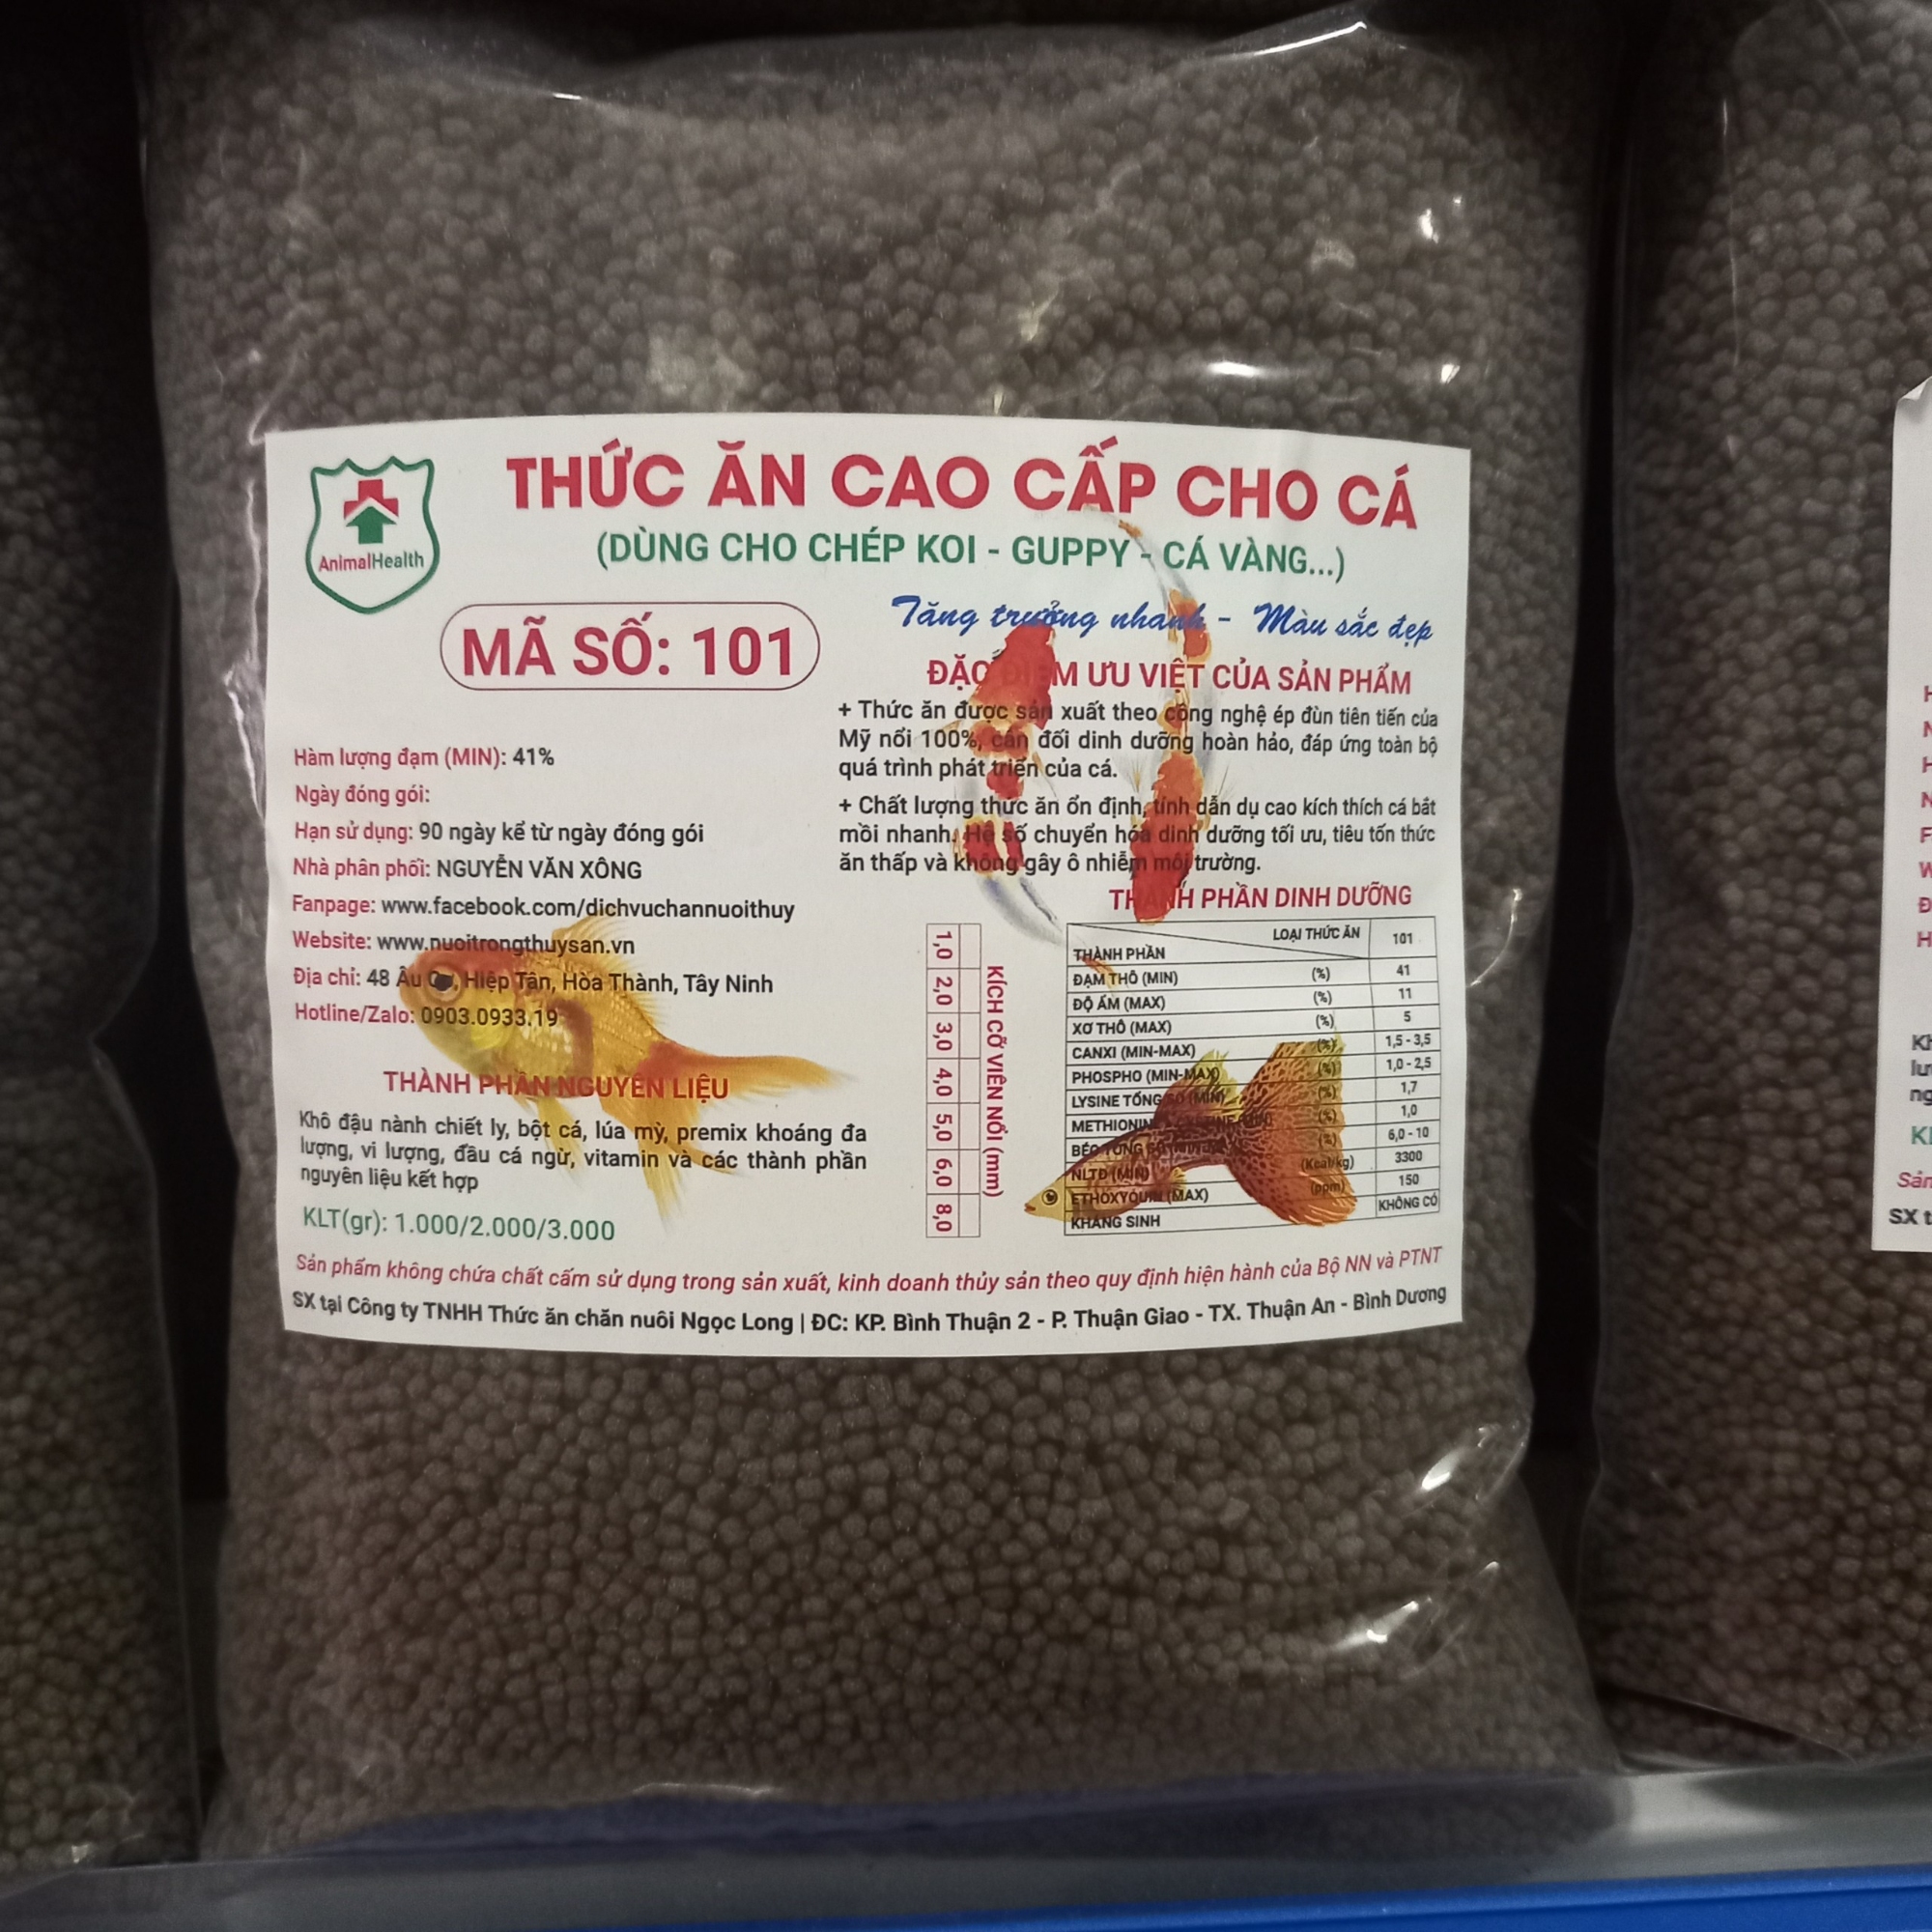 AnimalHealth
THỨC ĂN CAO CẤP CHO CÁ
(DÙNG CHO CHÉP KOI - GUPPY - CÁ VÀNG...)
MÃ SỐ: 101
Tăng trưởng nhanh - Màu sắc đẹp
Hàm lượng đạm (MIN): 41%
Ngày đóng gói:
Hạn sử dụng: 90 ngày kể từ ngày đóng gói
Nhà phân phối: NGUYỄN VĂN XÔNG
Fanpage: www.facebook.com/dichvuchannuoithuy
Website: www.nuoitrongthuysan.vn
Địa chỉ: 48 Âu Cơ, Hiệp Tân, Hòa Thành, Tây Ninh
Hotline/Zalo: 0903.0933.19
THÀNH PHẦN NGUYÊN LIỆU
Khô đậu nành chiết ly, bột cá, lúa mỳ, premix khoáng đa
lượng, vi lượng, đầu cá ngừ, vitamin và các thành phần
nguyên liệu kết hợp
KLT(gr): 1.000/2.000/3.000
ĐẶC ĐIỂM ƯU VIỆT CỦA SẢN PHẨM
+ Thức ăn được sản xuất theo công nghệ ép đùn tiên tiến của
Mỹ nổi 100%, cân đối dinh dưỡng hoàn hảo, đáp ứng toàn bộ
quá trình phát triển của cá.
+ Chất lượng thức ăn ổn định, tính dẫn dụ cao kích thích cá bắt
mồi nhanh. Hệ số chuyển hóa dinh dưỡng tối ưu, tiêu tốn thức
ăn thấp và không gây ô nhiễm môi trường.
1,0 2,0 3,0 4,0 5,0 6,0 8,0
KÍCH CỠ VIÊN NỔI (mm)
THÀNH PHẦN DINH DƯỠNG
LOẠI THỨC ĂN 101
THÀNH PHẦN
ĐẠM THÔ (MIN) (%) 41
ĐỘ ẨM (MAX) (%) 11
XƠ THÔ (MAX) (%) 5
CANXI (MIN-MAX) (%) 1,5 - 3,5
PHOSPHO (MIN-MAX) (%) 1,0 - 2,5
LYSINE TỔNG SỐ (MIN) (%) 1,7
(%) 1,0
BÉO TỔNG SỐ (%) 6,0 - 10
NLTĐ (MIN) (Kcal/kg) 3300
ETHOXYQUIN (MAX) (ppm) 150
KHÁNG SINH KHÔNG CÓ
Sản phẩm không chứa chất cấm sử dụng trong sản xuất, kinh doanh thủy sản theo quy định hiện hành của Bộ NN và PTNT
SX tại Công ty TNHH Thức ăn chăn nuôi Ngọc Long | ĐC: KP. Bình Thuận 2 - P. Thuận Giao - TX. Thuận An - Bình Dương